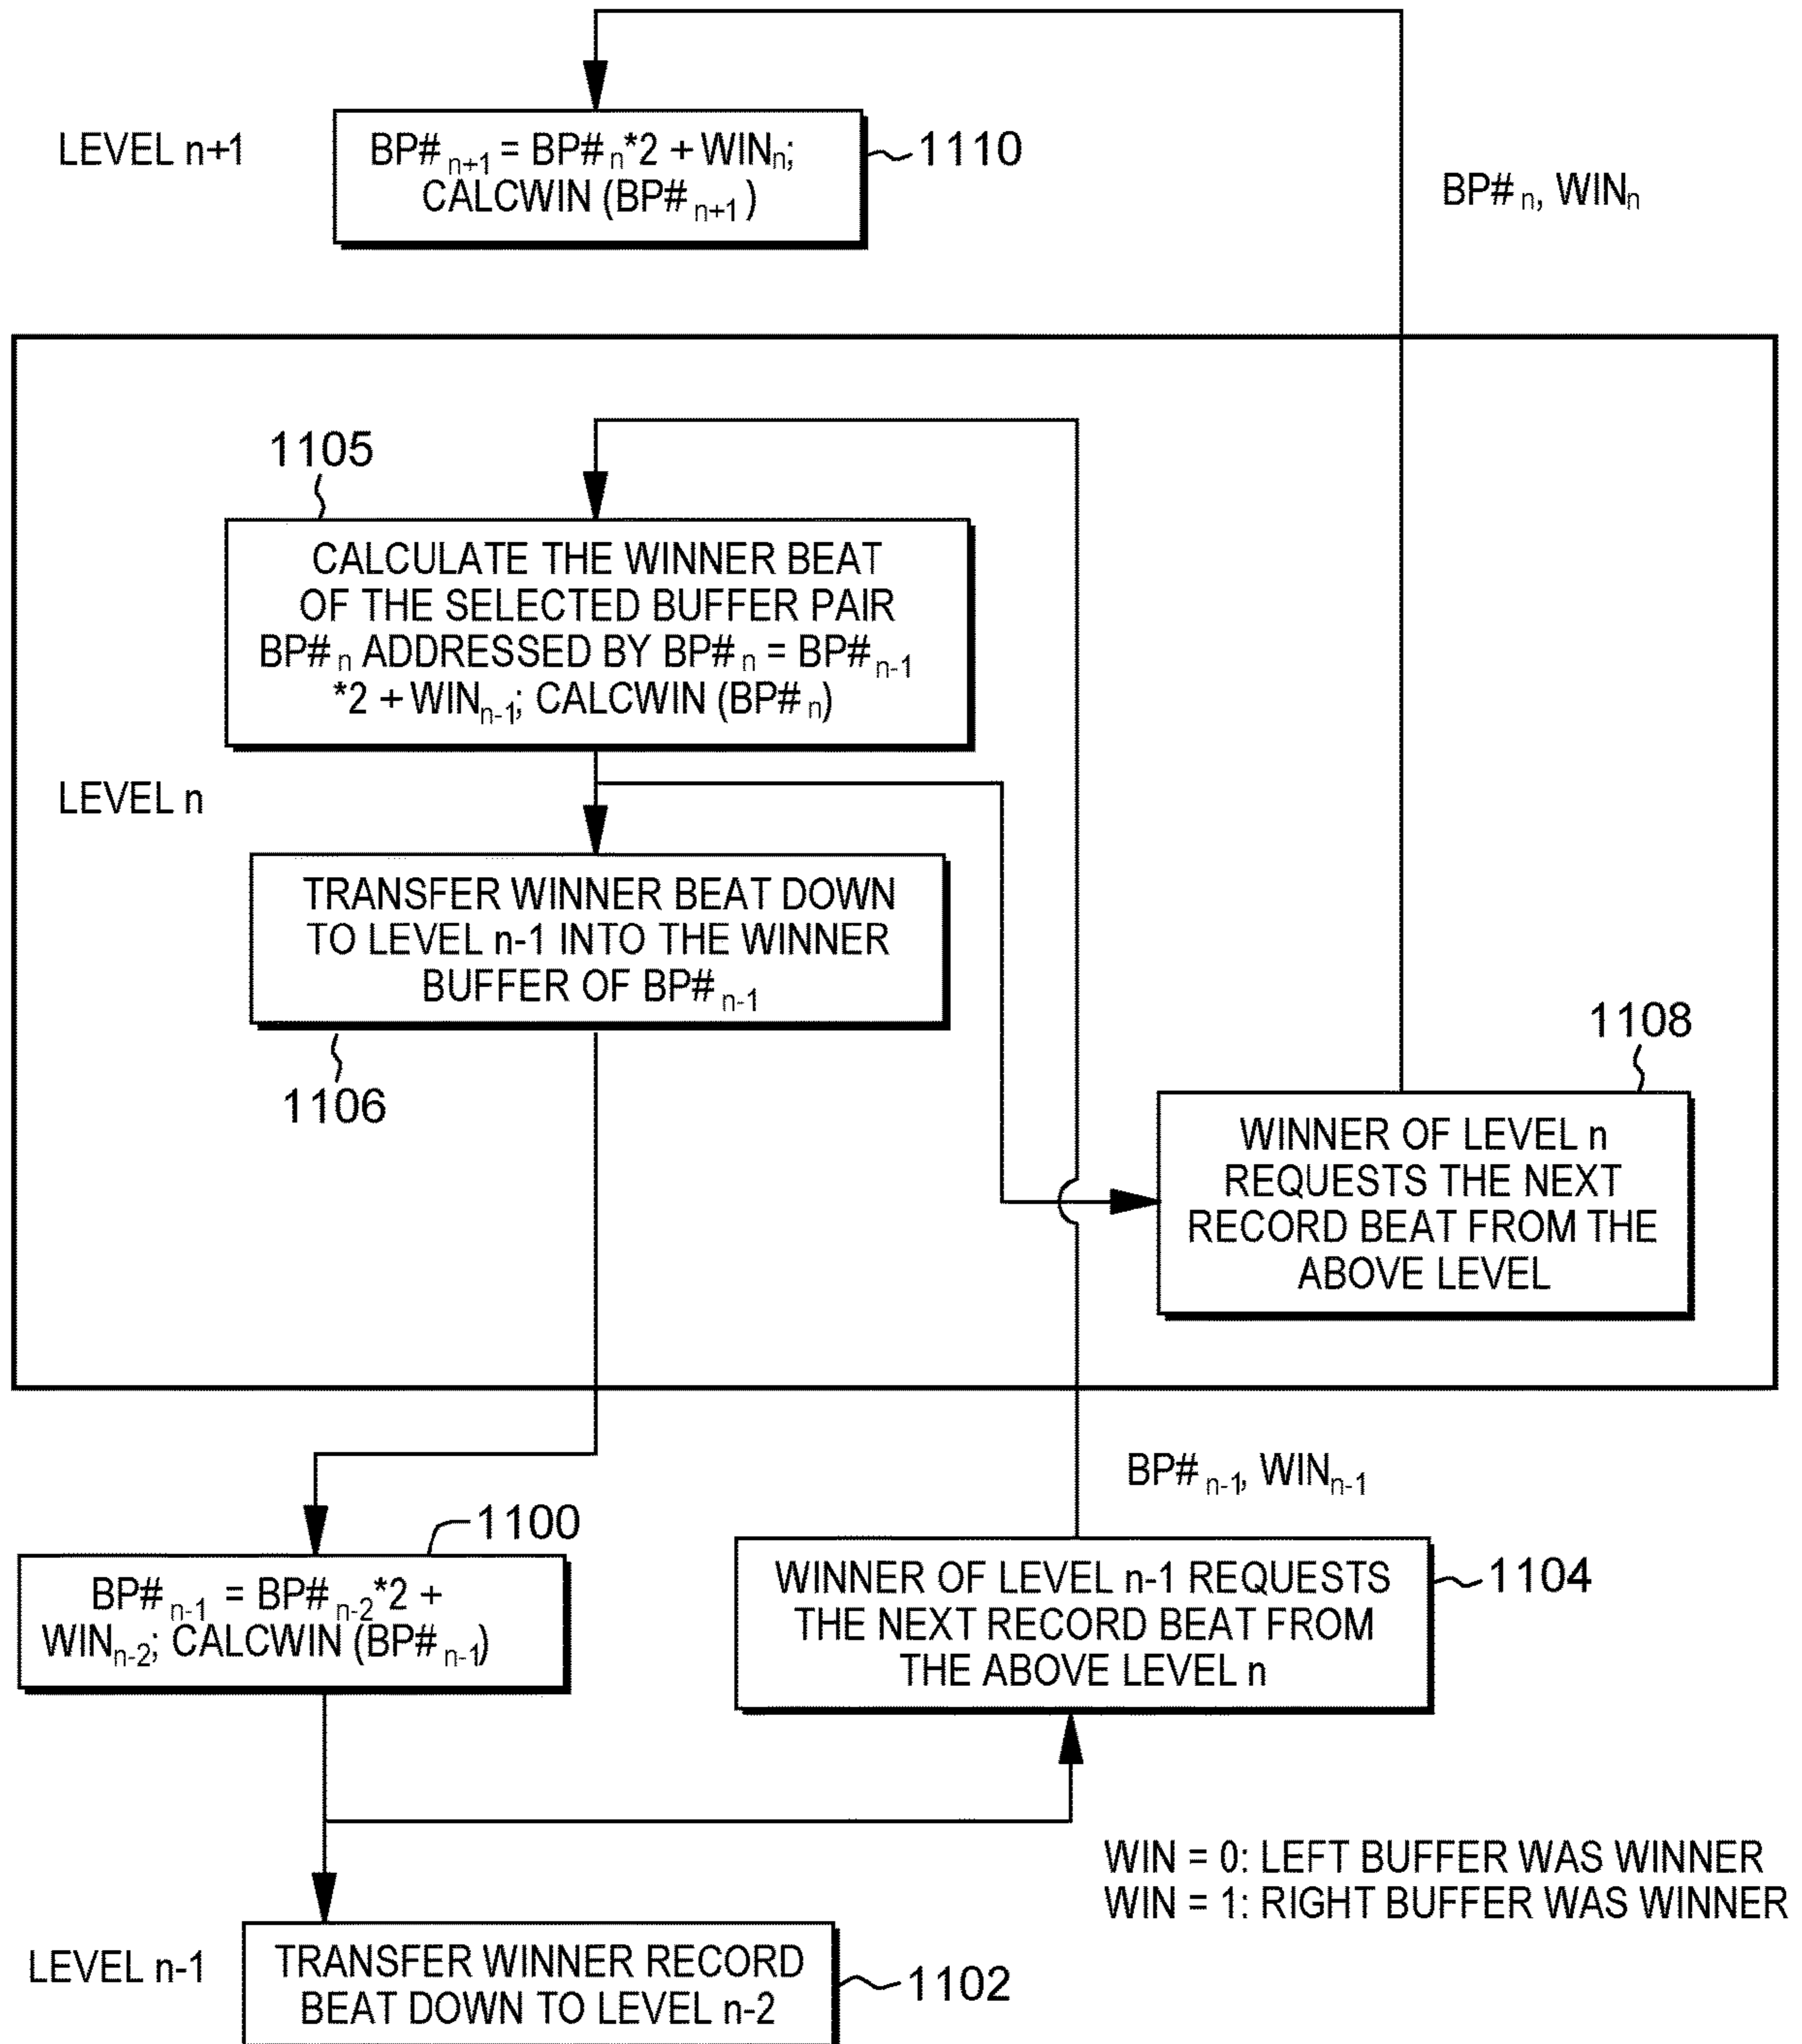 LEVEL n+1
BP# n+1 = BP# n*2 + WINn;
CALCWIN (BP# n+1 )
1110
BP# n, WINn
1105
CALCULATE THE WINNER BEAT
OF THE SELECTED BUFFER PAIR
BP# n ADDRESSED BY BP# n = BP# n-1
*2 + WINn-1; CALCWIN (BP# n)
LEVEL n
TRANSFER WINNER BEAT DOWN
TO LEVEL n-1 INTO THE WINNER
BUFFER OF BP# n-1
1106
1108
WINNER OF LEVEL n
REQUESTS THE NEXT
RECORD BEAT FROM THE
ABOVE LEVEL
BP# n-1, WINn-1
1100
BP# n-1 = BP# n-2*2 +
WINn-2; CALCWIN (BP# n-1)
WINNER OF LEVEL n-1 REQUESTS
THE NEXT RECORD BEAT FROM
THE ABOVE LEVEL n
1104
WIN = 0: LEFT BUFFER WAS WINNER
WIN = 1: RIGHT BUFFER WAS WINNER
LEVEL n-1
TRANSFER WINNER RECORD
BEAT DOWN TO LEVEL n-2
1102